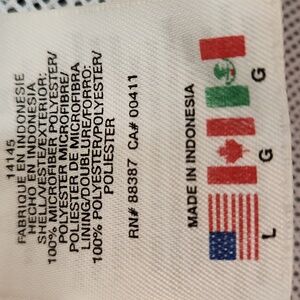 14145
FABRIQUE EN INDONESIE
HECHO EN INDONESIA
SHELL/VESTE/EXTERIOR:
100% MICROFIBER POLYESTER/
POLYESTER MICROFIBRE/
POLIESTER DE MICROFIBRA
LINING/DOUBLURE/FORRO:
100% POLYESTER/POLYESTER/
POLIESTER
RN# 88387 CA# 00411
MADE IN INDONESIA
L G G